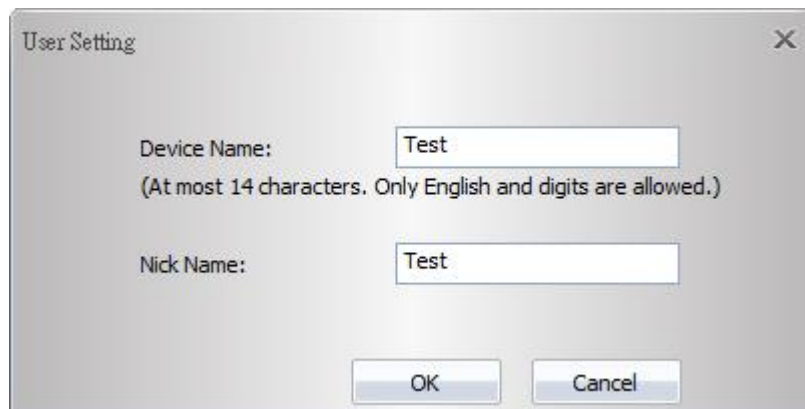 User Setting
Device Name: Test
(At most 14 characters. Only English and digits are allowed.)
Nick Name: Test
OK Cancel